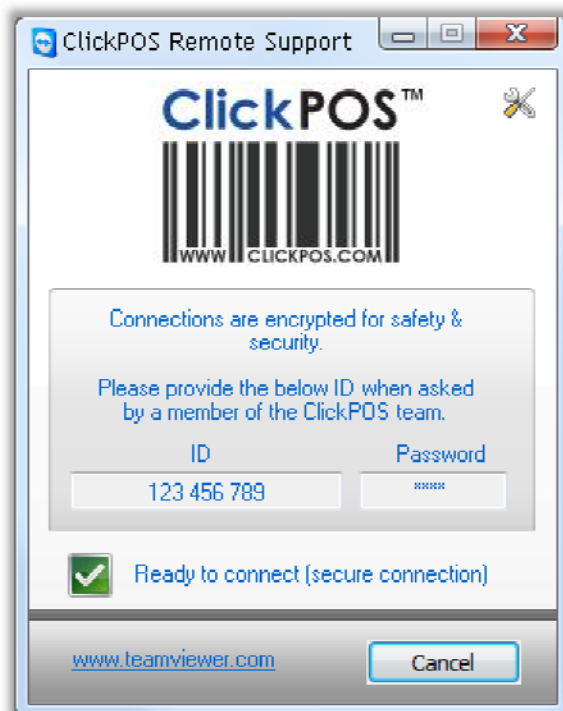 ClickPOS Remote Support
ClickPOS™
WWW.CLICKPOS.COM
Connections are encrypted for safety &
security.
Please provide the below ID when asked
by a member of the ClickPOS team.
ID Password
123 456 789 ****
Ready to connect (secure connection)
www.teamviewer.com Cancel